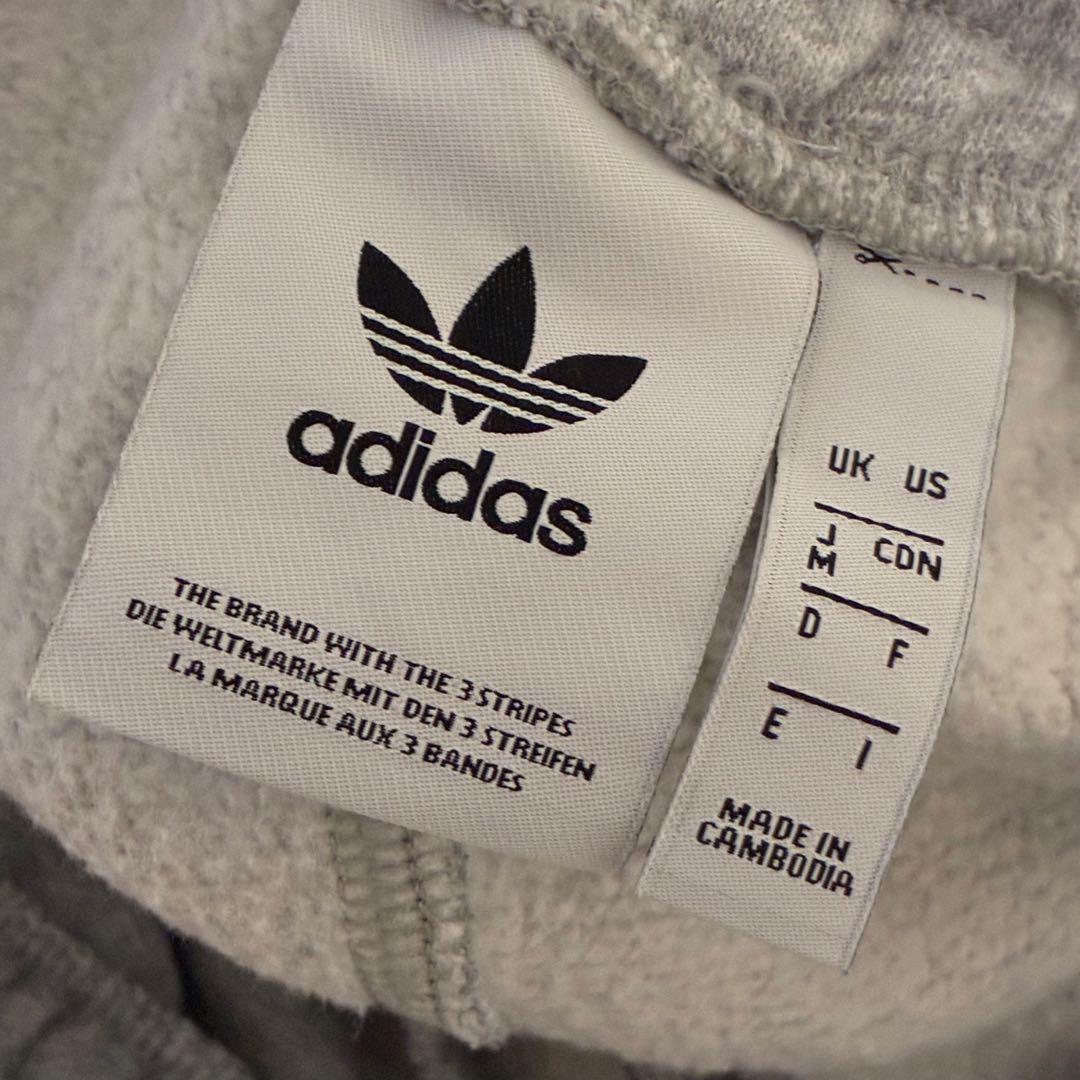 adidas
THE BRAND WITH THE 3 STRIPES
DIE WELTMARKE MIT DEN 3 STREIFEN
LA MARQUE AUX 3 BANDES
UK US
J CDN
M
D F
E I
MADE IN
CAMBODIA